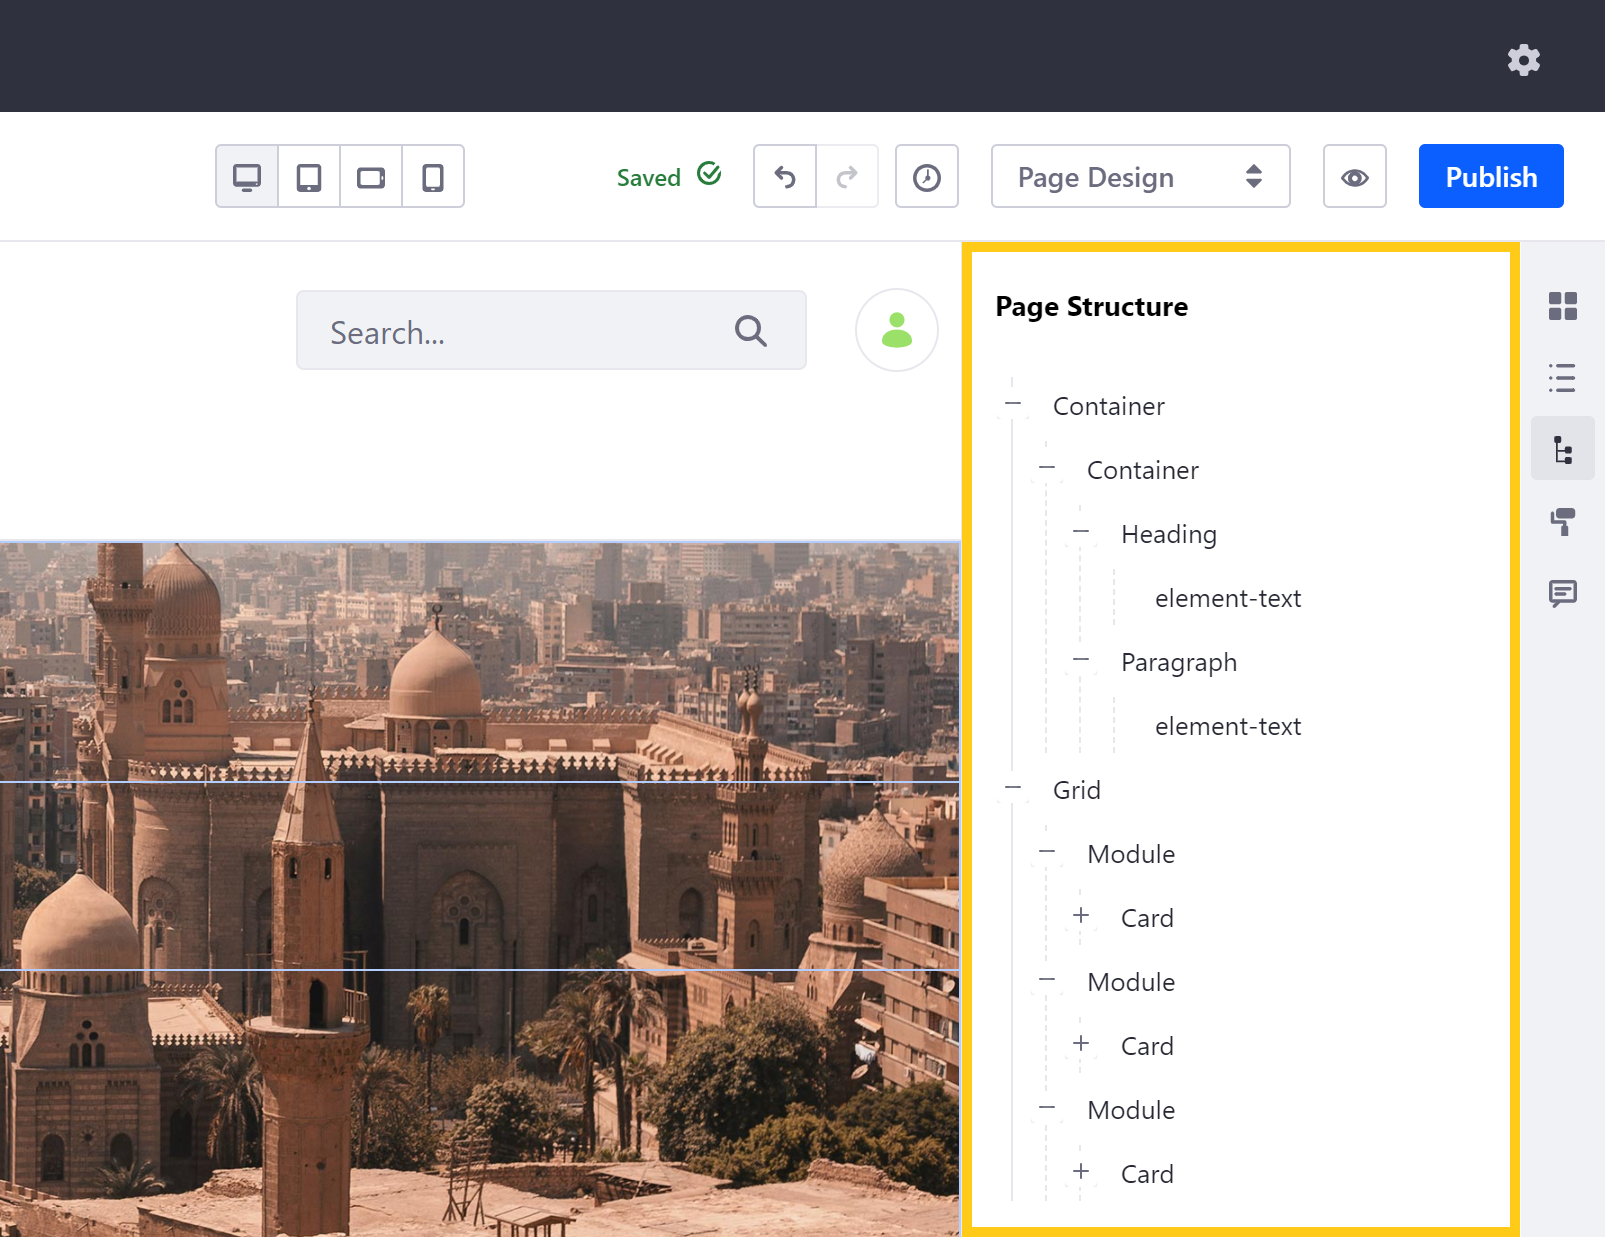 Saved
Page Design
Publish
Search...
Page Structure
Container
Container
Heading
element-text
Paragraph
element-text
Grid
Module
Card
Module
Card
Module
Card